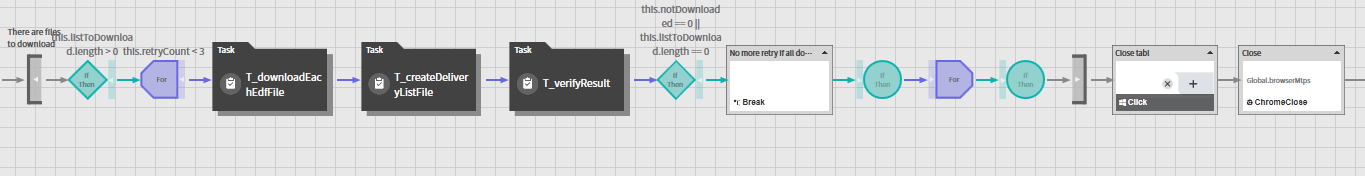 There are files
to download
this.listToDownloa
d.length > 0
If
Then
this.retryCount < 3
For
Task
T_downloadEac
hEdfFile
Task
T_createDeliver
yListFile
Task
T_verifyResult
this.notDownload
ed == 0 ||
this.listToDownloa
d.length == 0
If
Then
No more retry if all do···
Break
If
Then
For
If
Then
Close tabl
Click
Close
Global.browserMtps
ChromeClose